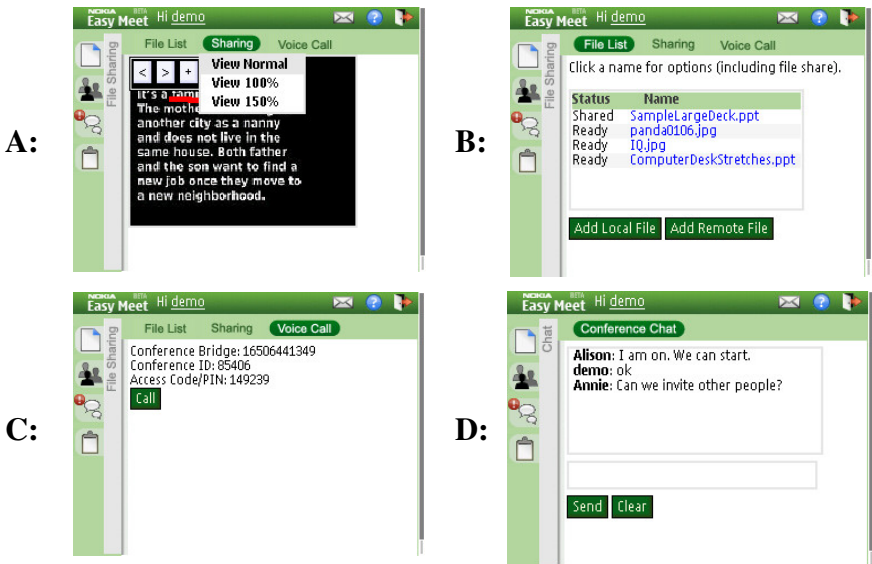 A:
NOKIA BETA
Easy Meet Hi demo
File Sharing
File List Sharing Voice Call
< > +
View Normal
View 100%
View 150%
It's a
The
another city as a nanny
and does not live in the
same house. Both father
and the son want to find a
new job once they move to
a new neighborhood.
B:
NOKIA BETA
Easy Meet Hi demo
File Sharing
File List Sharing Voice Call
Click a name for options (including file share).
Status Name
Shared SampleLargeDeck.ppt
Ready panda0106.jpg
Ready IQ.jpg
Ready ComputerDeskStretches.ppt
Add Local File Add Remote File
C:
NOKIA BETA
Easy Meet Hi demo
File Sharing
File List Sharing Voice Call
Conference Bridge: 16506441349
Conference ID: 85406
Access Code/PIN: 149239
Call
D:
NOKIA BETA
Easy Meet Hi demo
Chat
Conference Chat
Alison: I am on. We can start.
demo: ok
Annie: Can we invite other people?
Send Clear